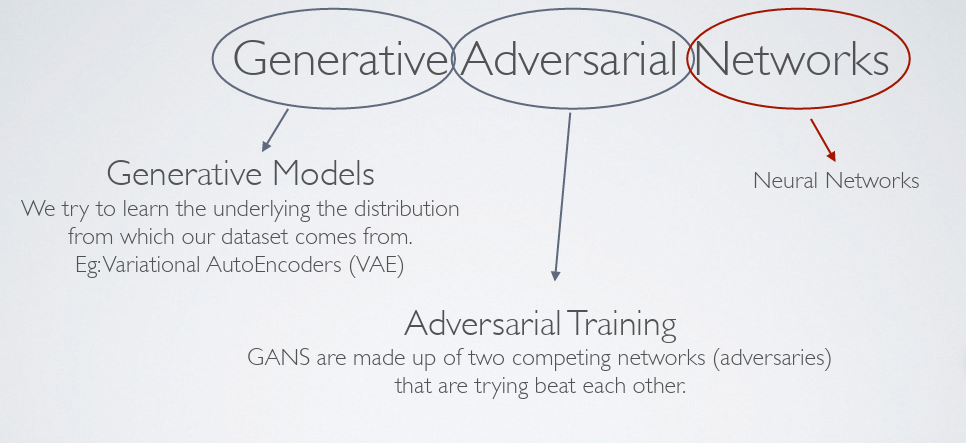 Generative Adversarial Networks
Generative Models
We try to learn the underlying the distribution
from which our dataset comes from.
Eg: Variational AutoEncoders (VAE)
Neural Networks
Adversarial Training
GANS are made up of two competing networks (adversaries)
that are trying beat each other.